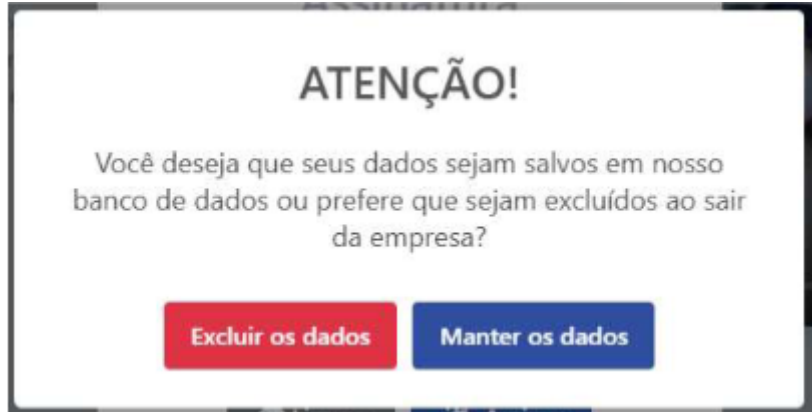 Assinatura
ATENÇÃO!
Você deseja que seus dados sejam salvos em nosso
banco de dados ou prefere que sejam excluídos ao sair
da empresa?
Excluir os dados Manter os dados